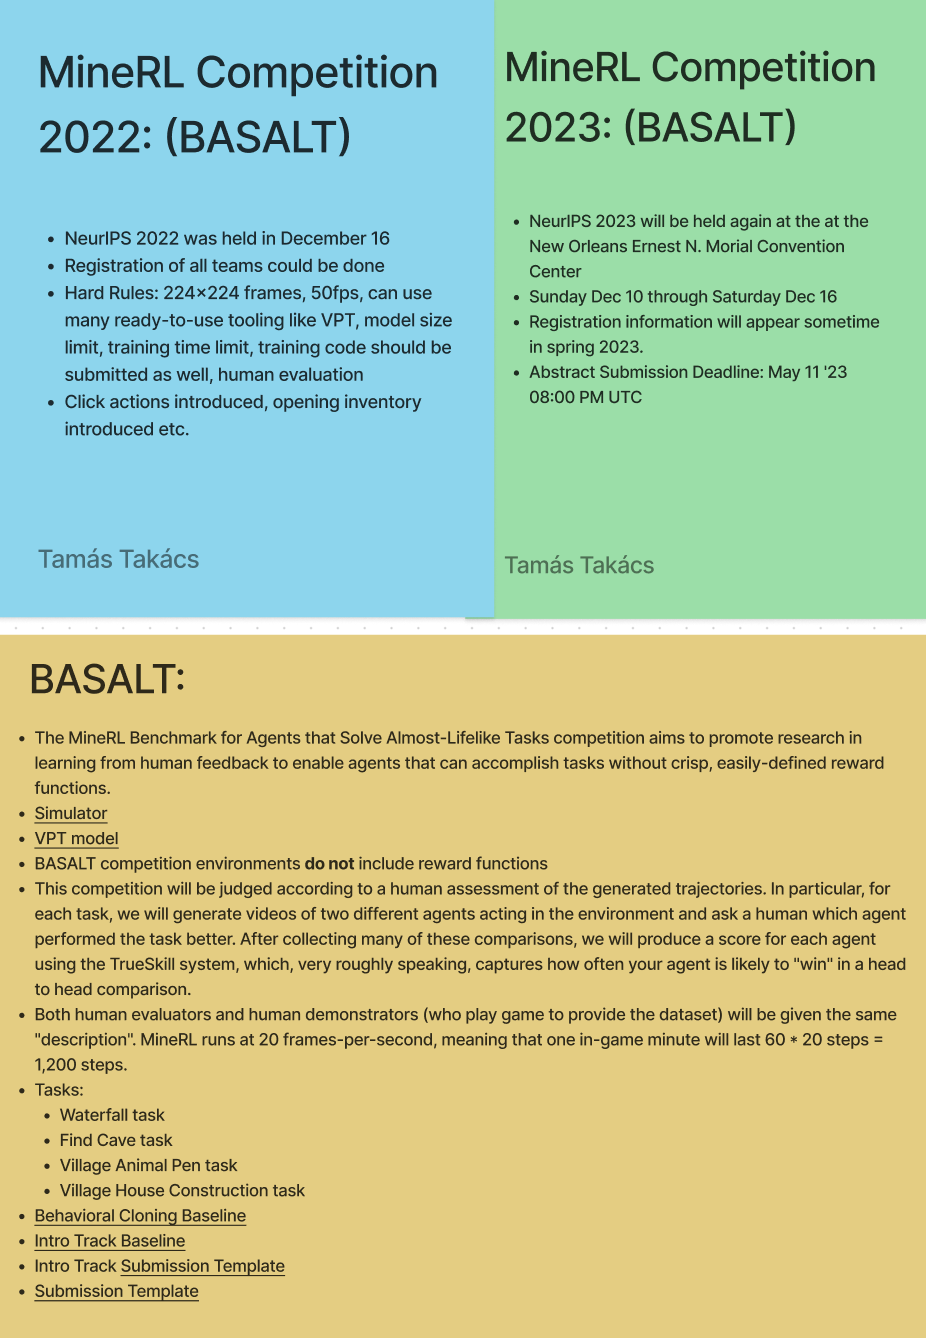 MineRL Competition
2022: (BASALT)
• NeurIPS 2022 was held in December 16
• Registration of all teams could be done
• Hard Rules: 224×224 frames, 50fps, can use
many ready-to-use tooling like VPT, model size
limit, training time limit, training code should be
submitted as well, human evaluation
• Click actions introduced, opening inventory
introduced etc.
Tamás Takács
MineRL Competition
2023: (BASALT)
• NeurIPS 2023 will be held again at the at the
New Orleans Ernest N. Morial Convention
Center
• Sunday Dec 10 through Saturday Dec 16
• Registration information will appear sometime
in spring 2023.
• Abstract Submission Deadline: May 11 '23
08:00 PM UTC
Tamás Takács
BASALT:
• The MineRL Benchmark for Agents that Solve Almost-Lifelike Tasks competition aims to promote research in
learning from human feedback to enable agents that can accomplish tasks without crisp, easily-defined reward
functions.
• Simulator
• VPT model
• BASALT competition environments do not include reward functions
• This competition will be judged according to a human assessment of the generated trajectories. In particular, for
each task, we will generate videos of two different agents acting in the environment and ask a human which agent
performed the task better. After collecting many of these comparisons, we will produce a score for each agent
using the TrueSkill system, which, very roughly speaking, captures how often your agent is likely to "win" in a head
to head comparison.
• Both human evaluators and human demonstrators (who play game to provide the dataset) will be given the same
"description". MineRL runs at 20 frames-per-second, meaning that one in-game minute will last 60 * 20 steps =
1,200 steps.
• Tasks:
• Waterfall task
• Find Cave task
• Village Animal Pen task
• Village House Construction task
• Behavioral Cloning Baseline
• Intro Track Baseline
• Intro Track Submission Template
• Submission Template